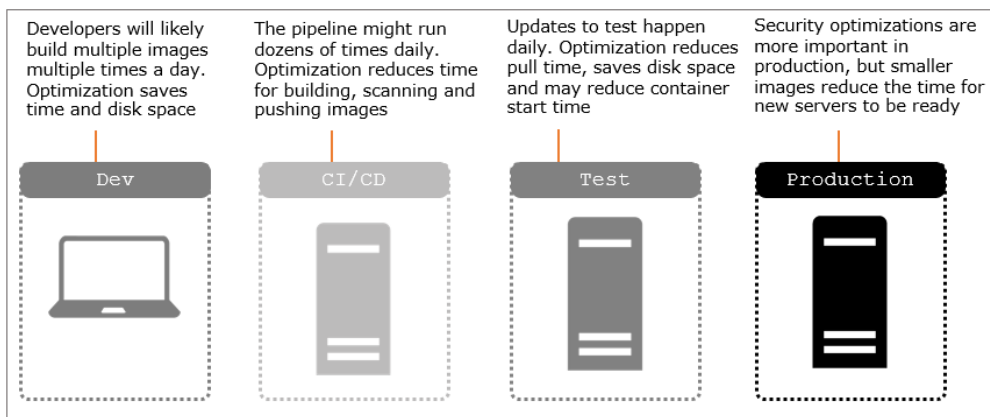 Developers will likely
build multiple images
multiple times a day.
Optimization saves
time and disk space
The pipeline might run
dozens of times daily.
Optimization reduces time
for building, scanning and
pushing images
Updates to test happen
daily. Optimization reduces
pull time, saves disk space
and may reduce container
start time
Security optimizations are
more important in
production, but smaller
images reduce the time for
new servers to be ready
Dev
CI/CD
Test
Production